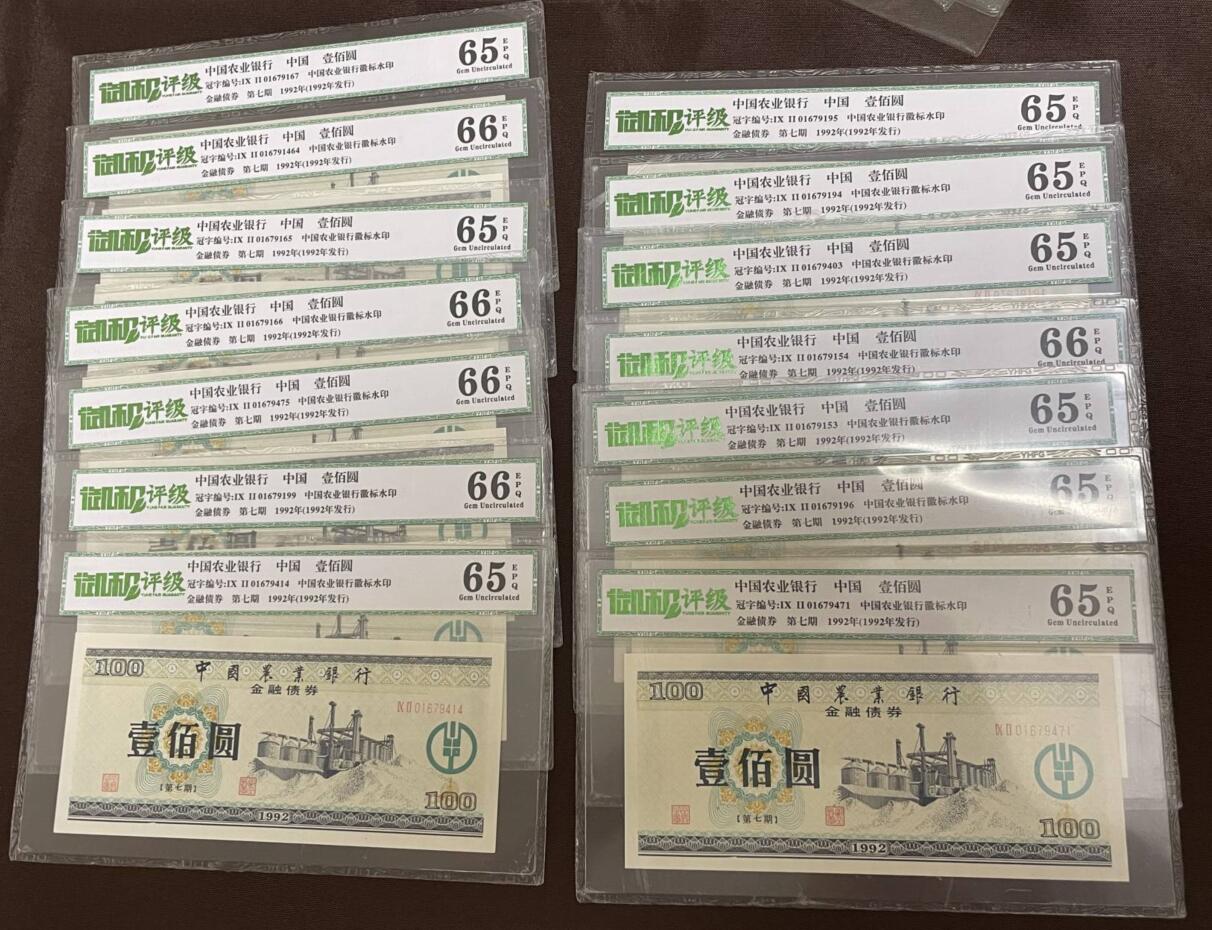 中国农业银行 中国 壹佰圆
御和评级 冠字编号:IX II 01679167 中国农业银行徽标水印
金融债券 第七期 1992年(1992年发行)
65 EPQ
Gem Uncirculated
中国农业银行 中国 壹佰圆
御和评级 冠字编号:IX II 016791464 中国农业银行徽标水印
金融债券 第七期 1992年(1992年发行)
66 EPQ
Gem Uncirculated
中国农业银行 中国 壹佰圆
御和评级 冠字编号:IX II 01679165 中国农业银行徽标水印
金融债券 第七期 1992年(1992年发行)
65 EPQ
Gem Uncirculated
中国农业银行 中国 壹佰圆
御和评级 冠字编号:IX II 01679166 中国农业银行徽标水印
金融债券 第七期 1992年(1992年发行)
66 EPQ
Gem Uncirculated
中国农业银行 中国 壹佰圆
御和评级 冠字编号:IX II 01679475 中国农业银行徽标水印
金融债券 第七期 1992年(1992年发行)
66 EPQ
Gem Uncirculated
中国农业银行 中国 壹佰圆
御和评级 冠字编号:IX II 01679199 中国农业银行徽标水印
金融债券 第七期 1992年(1992年发行)
66 EPQ
Gem Uncirculated
中国农业银行 中国 壹佰圆
御和评级 冠字编号:IX II 01679414 中国农业银行徽标水印
金融债券 第七期 1992年(1992年发行)
65 EPQ
Gem Uncirculated
100 中國農業銀行
金融债券
IX II 01679414
壹佰圆
【第七期】
100
1992
中国农业银行 中国 壹佰圆
御和评级 冠字编号:IX II 01679195 中国农业银行徽标水印
金融债券 第七期 1992年(1992年发行)
65 EPQ
Gem Uncirculated
中国农业银行 中国 壹佰圆
御和评级 冠字编号:IX II 01679194 中国农业银行徽标水印
金融债券 第七期 1992年(1992年发行)
65 EPQ
Gem Uncirculated
中国农业银行 中国 壹佰圆
御和评级 冠字编号:IX II 01679403 中国农业银行徽标水印
金融债券 第七期 1992年(1992年发行)
65 EPQ
Gem Uncirculated
中国农业银行 中国 壹佰圆
御和评级 冠字编号:IX II 01679154 中国农业银行徽标水印
金融债券 第七期 1992年(1992年发行)
66 EPQ
Gem Uncirculated
YHFG
中国农业银行 中国 壹佰圆
御和评级 冠字编号:IX II 01679153 中国农业银行徽标水印
金融债券 第七期 1992年(1992年发行)
65 EPQ
Gem Uncirculated
YHFG
中国农业银行 中国 壹佰圆
御和评级 冠字编号:IX II 01679196 中国农业银行徽标水印
金融债券 第七期 1992年(1992年发行)
65 EPQ
中国农业银行 中国 壹佰圆
御和评级 冠字编号:IX II 01679471 中国农业银行徽标水印
金融债券 第七期 1992年(1992年发行)
65 EPQ
Gem Uncirculated
100 中國農業銀行
金融债券
IX II 01679471
壹佰圆
【第七期】
100
1992